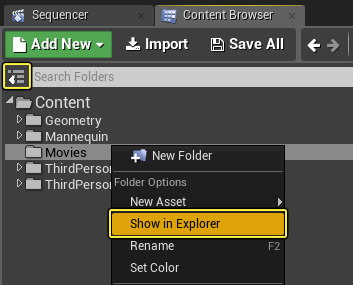 Sequencer Content Browser
Add New Import Save All
Search Folders
Content
Geometry
Mannequin
Movies
New Folder
ThirdPerson
Folder Options
ThirdPerson
New Asset
Show in Explorer
Rename F2
Set Color